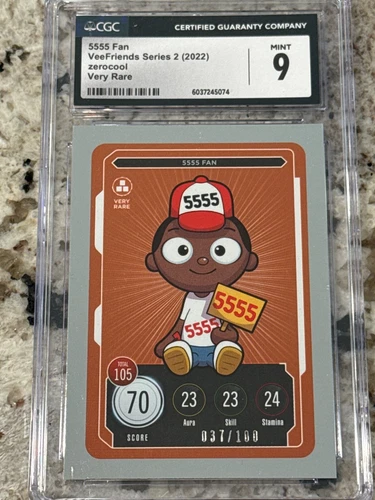 CGC
CERTIFIED GUARANTY COMPANY
5555 Fan
VeeFriends Series 2 (2022)
zerocool
Very Rare
6037245074
MINT
9
5555 FAN
VERY
RARE
5555
5555
5555
TOTAL
105
70
SCORE
23
Aura
23
Skill
24
Stamina
037/100